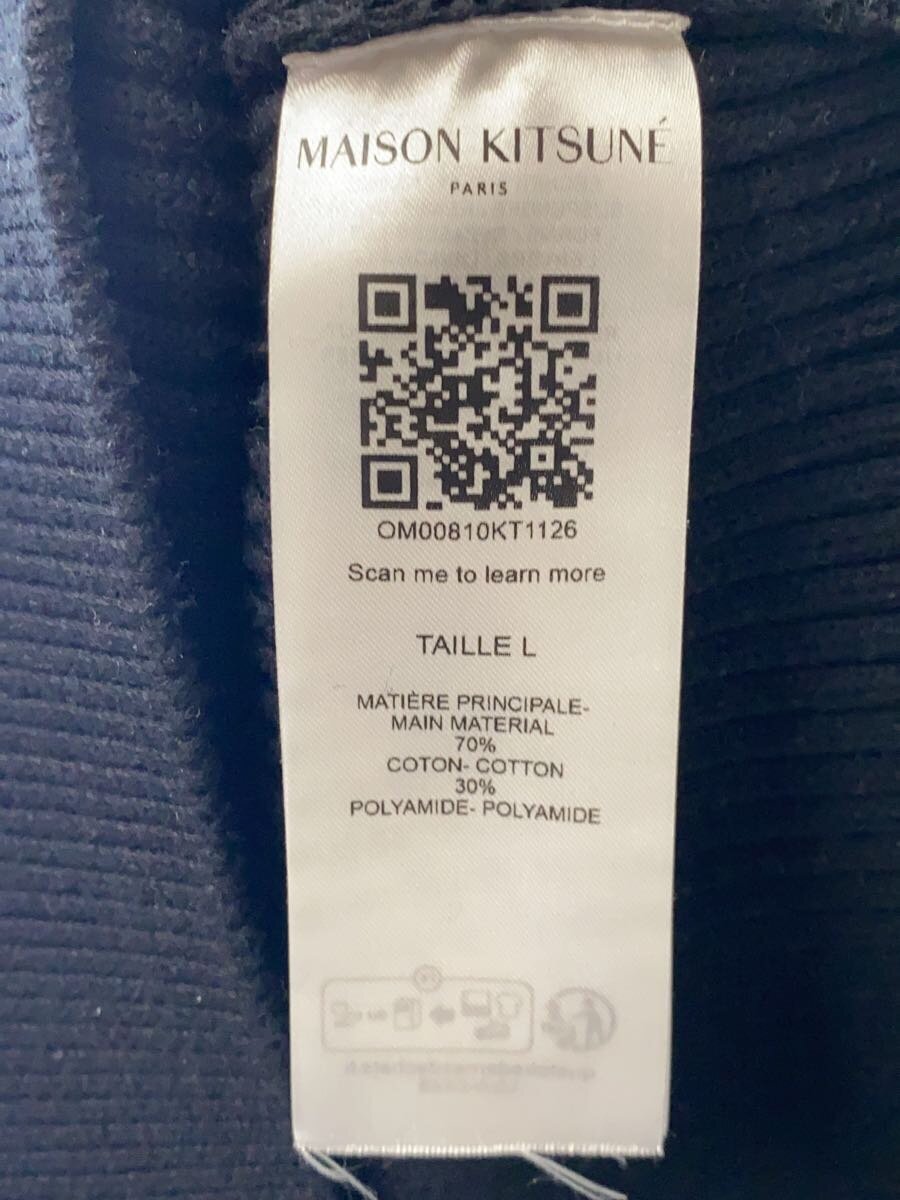 MAISON KITSUNÉ
PARIS
OM00810KT1126
Scan me to learn more
TAILLE L
MATIÈRE PRINCIPALE-
MAIN MATERIAL
70%
COTON- COTTON
30%
POLYAMIDE- POLYAMIDE